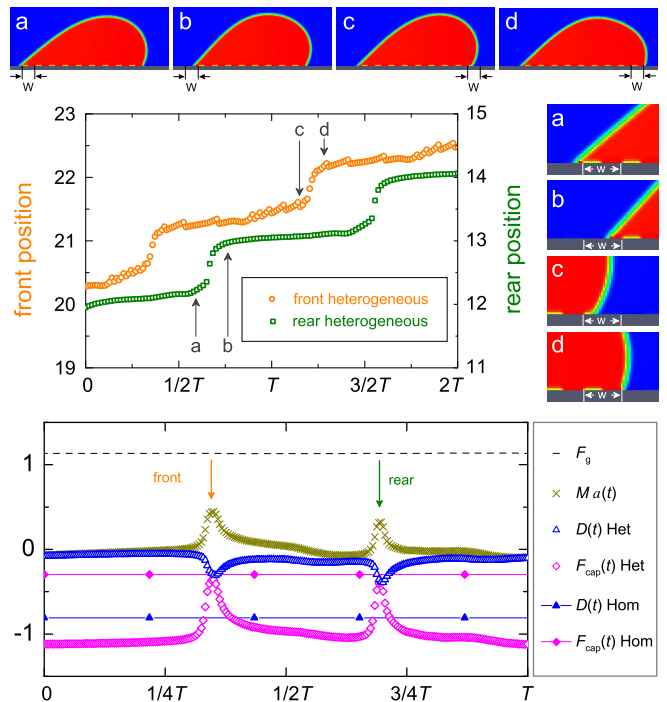 a b c d
W W W W
23
22
21
20
19
front position
15
14
13
12
11
rear position
c d
a b
front heterogeneous
rear heterogeneous
0 1/2T T 3/2T 2T
a
W
b
W
c
W
d
W
1
0
-1
front
rear
0 1/4T 1/2T 3/4T T
Fg
M a(t)
D(t) Het
Fcap(t) Het
D(t) Hom
Fcap(t) Hom